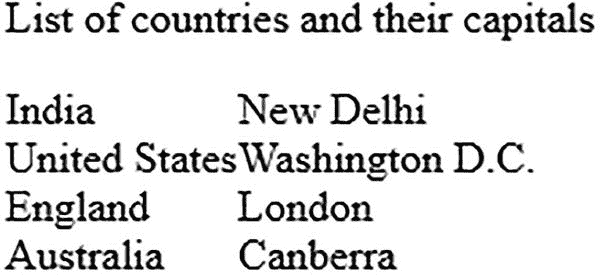 List of countries and their capitals
India New Delhi
United States Washington D.C.
England London
Australia Canberra